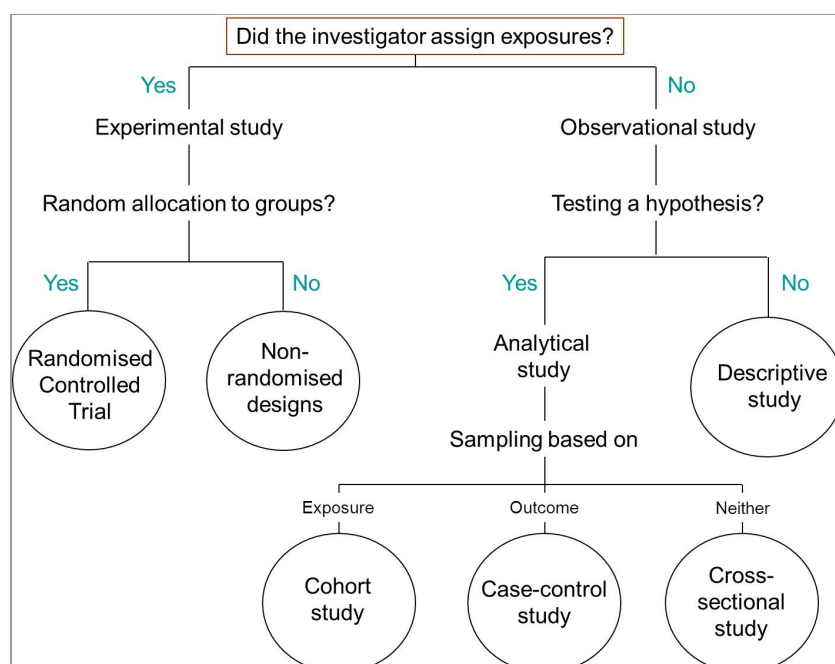 Did the investigator assign exposures?
Yes
No
Experimental study
Observational study
Random allocation to groups?
Testing a hypothesis?
Yes
No
Yes
No
Randomised
Controlled
Trial
Non-
randomised
designs
Analytical
study
Descriptive
study
Sampling based on
Exposure
Outcome
Neither
Cohort
study
Case-control
study
Cross-
sectional
study